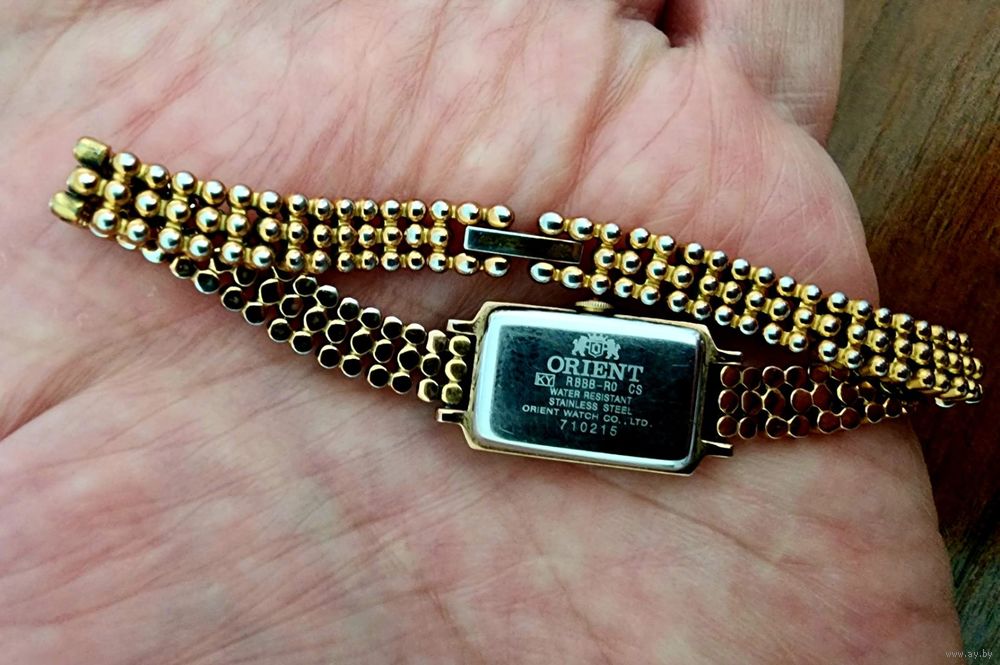 ORIENT
KY RBBB-R0 CS
WATER RESISTANT
STAINLESS STEEL
ORIENT WATCH CO.,LTD.
710215
www.ay.by